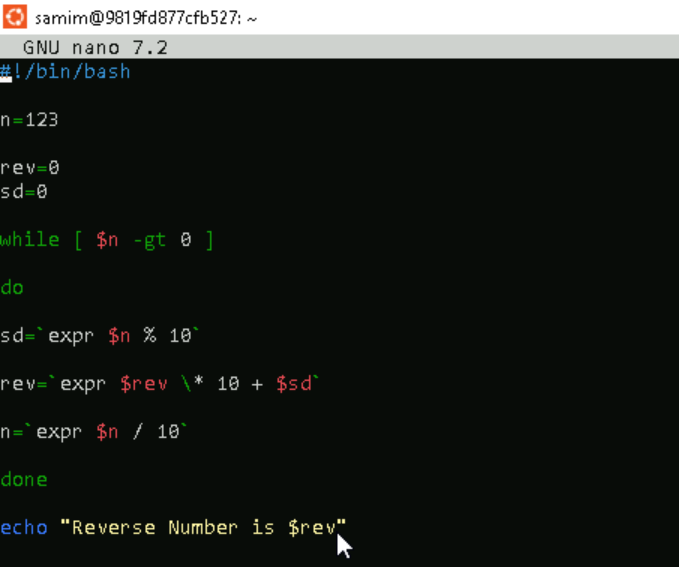 samim@9819fd877cfb527: ~
GNU nano 7.2
#!/bin/bash
n=123
rev=0
sd=0
while [ $n -gt 0 ]
do
sd=`expr $n % 10`
rev=`expr $rev \* 10 + $sd`
n=`expr $n / 10`
done
echo "Reverse Number is $rev"